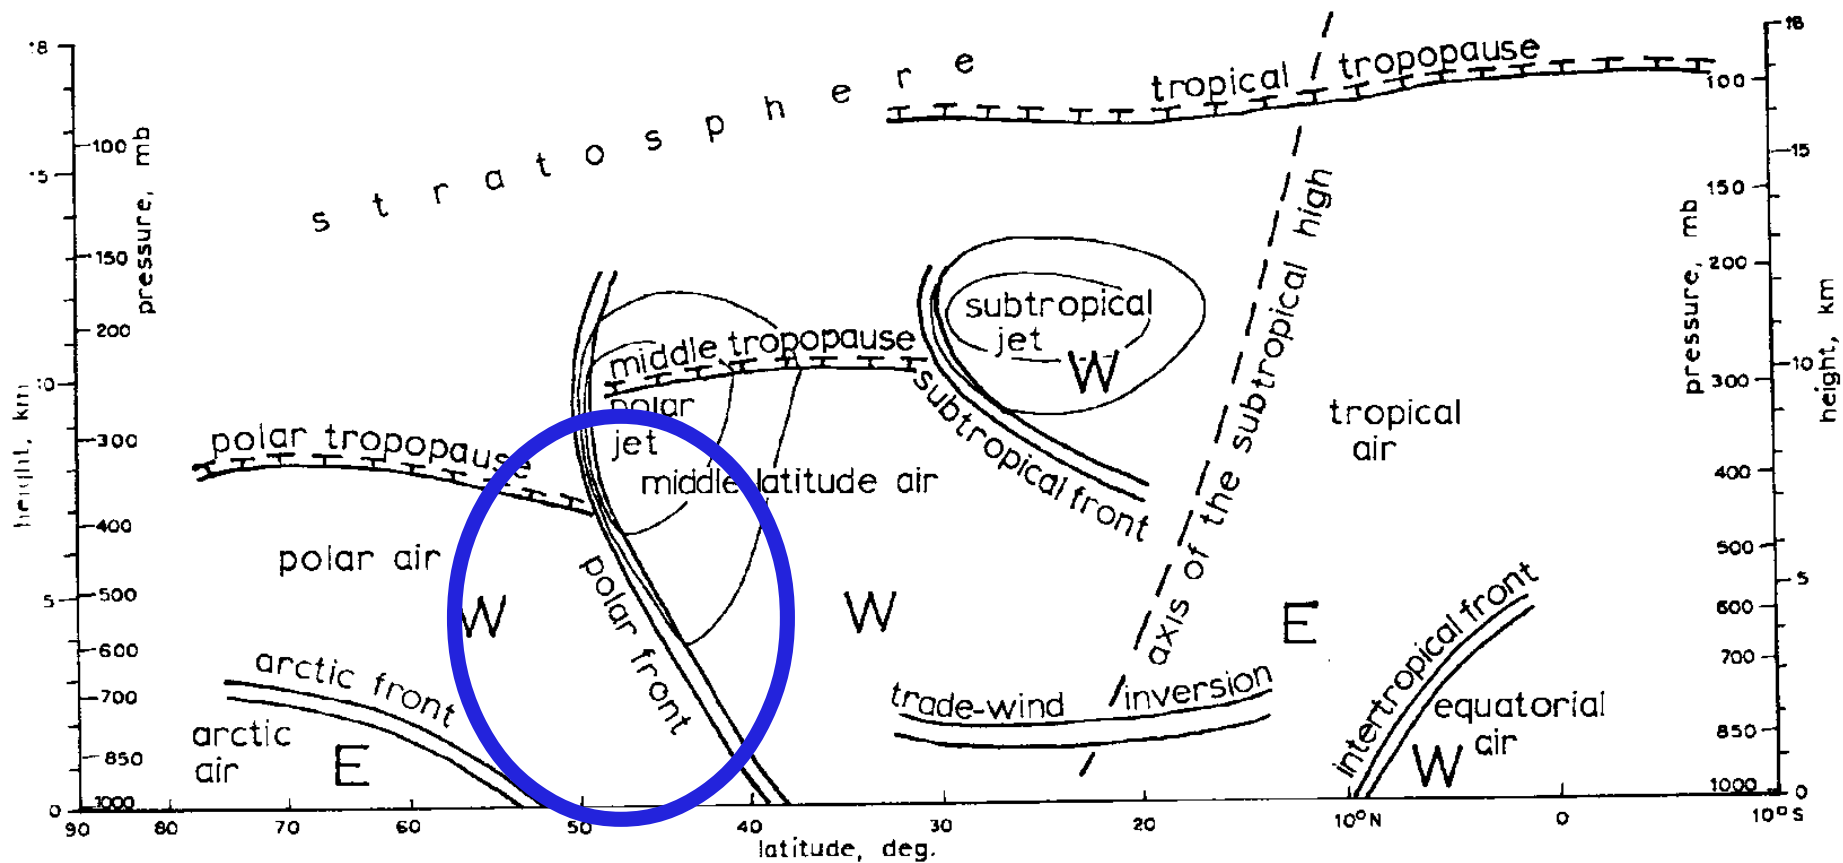 stratosphere
tropical tropopause
18
15
10
5
0
height, km
100
150
200
300
400
500
600
700
850
1000
pressure, mb
middle tropopause
polar
jet
polar tropopause
middle latitude air
polar air
W
polar front
arctic front
arctic
air
E
subtropical
jet
W
subtropical front
W
axis of the subtropical high
tropical
air
E
trade-wind inversion
intertropical front
equatorial
air
W
100
150
200
300
400
500
600
700
850
1000
pressure, mb
18
15
10
5
0
height, km
90 80 70 60 50 40 30 20 10°N 0 10°S
latitude, deg.